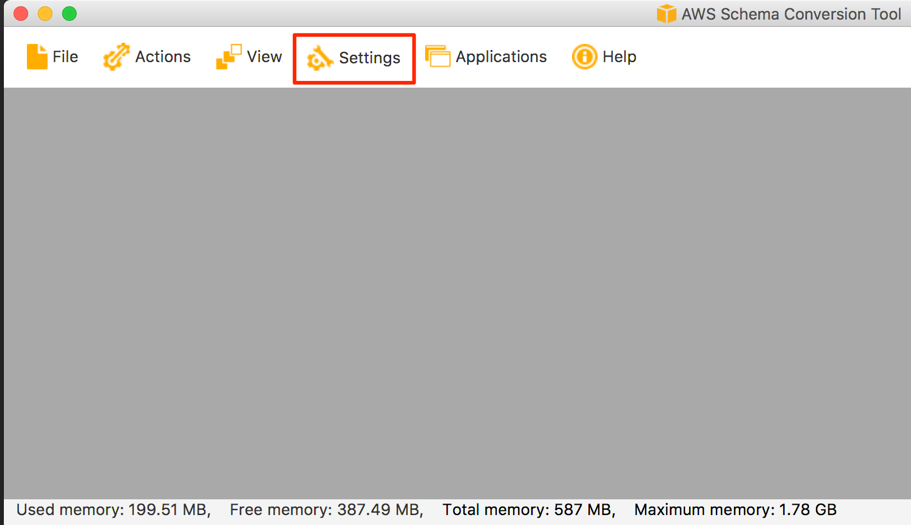 AWS Schema Conversion Tool
File Actions View Settings Applications Help
Used memory: 199.51 MB, Free memory: 387.49 MB, Total memory: 587 MB, Maximum memory: 1.78 GB